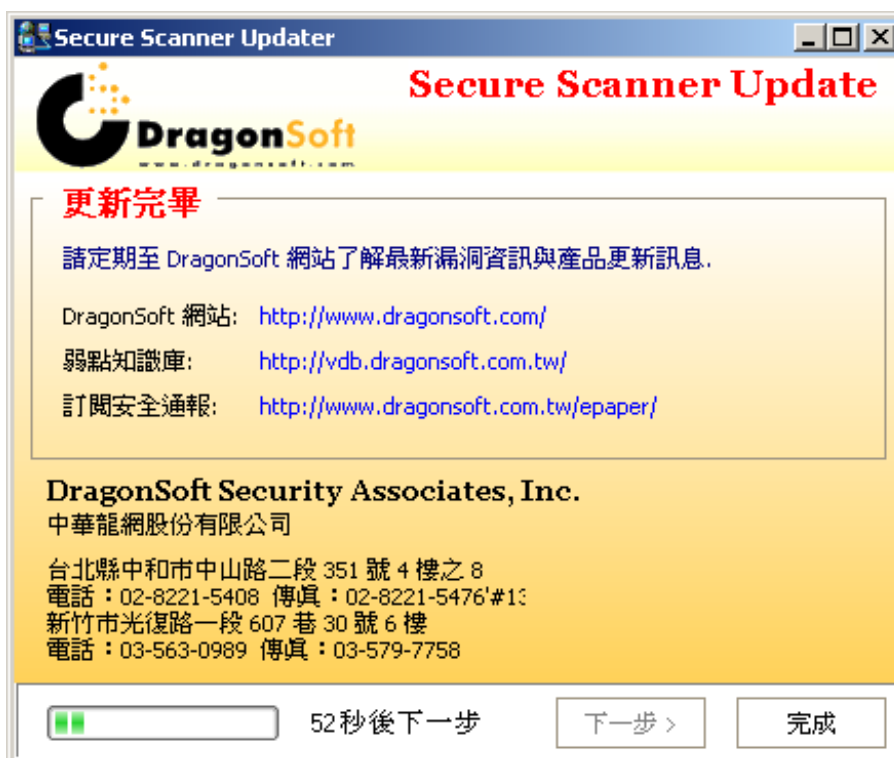 Secure Scanner Updater
Secure Scanner Update
DragonSoft
www.dragonsoft.com
更新完畢
請定期至 DragonSoft 網站了解最新漏洞資訊與產品更新訊息.
DragonSoft 網站: http://www.dragonsoft.com/
弱點知識庫: http://vdb.dragonsoft.com.tw/
訂閱安全通報: http://www.dragonsoft.com.tw/epaper/
DragonSoft Security Associates, Inc.
中華龍網股份有限公司
台北縣中和市中山路二段 351 號 4 樓之 8
電話：02-8221-5408 傳真：02-8221-5476'#13
新竹市光復路一段 607 巷 30 號 6 樓
電話：03-563-0989 傳真：03-579-7758
52秒後下一步
下一步 >
完成